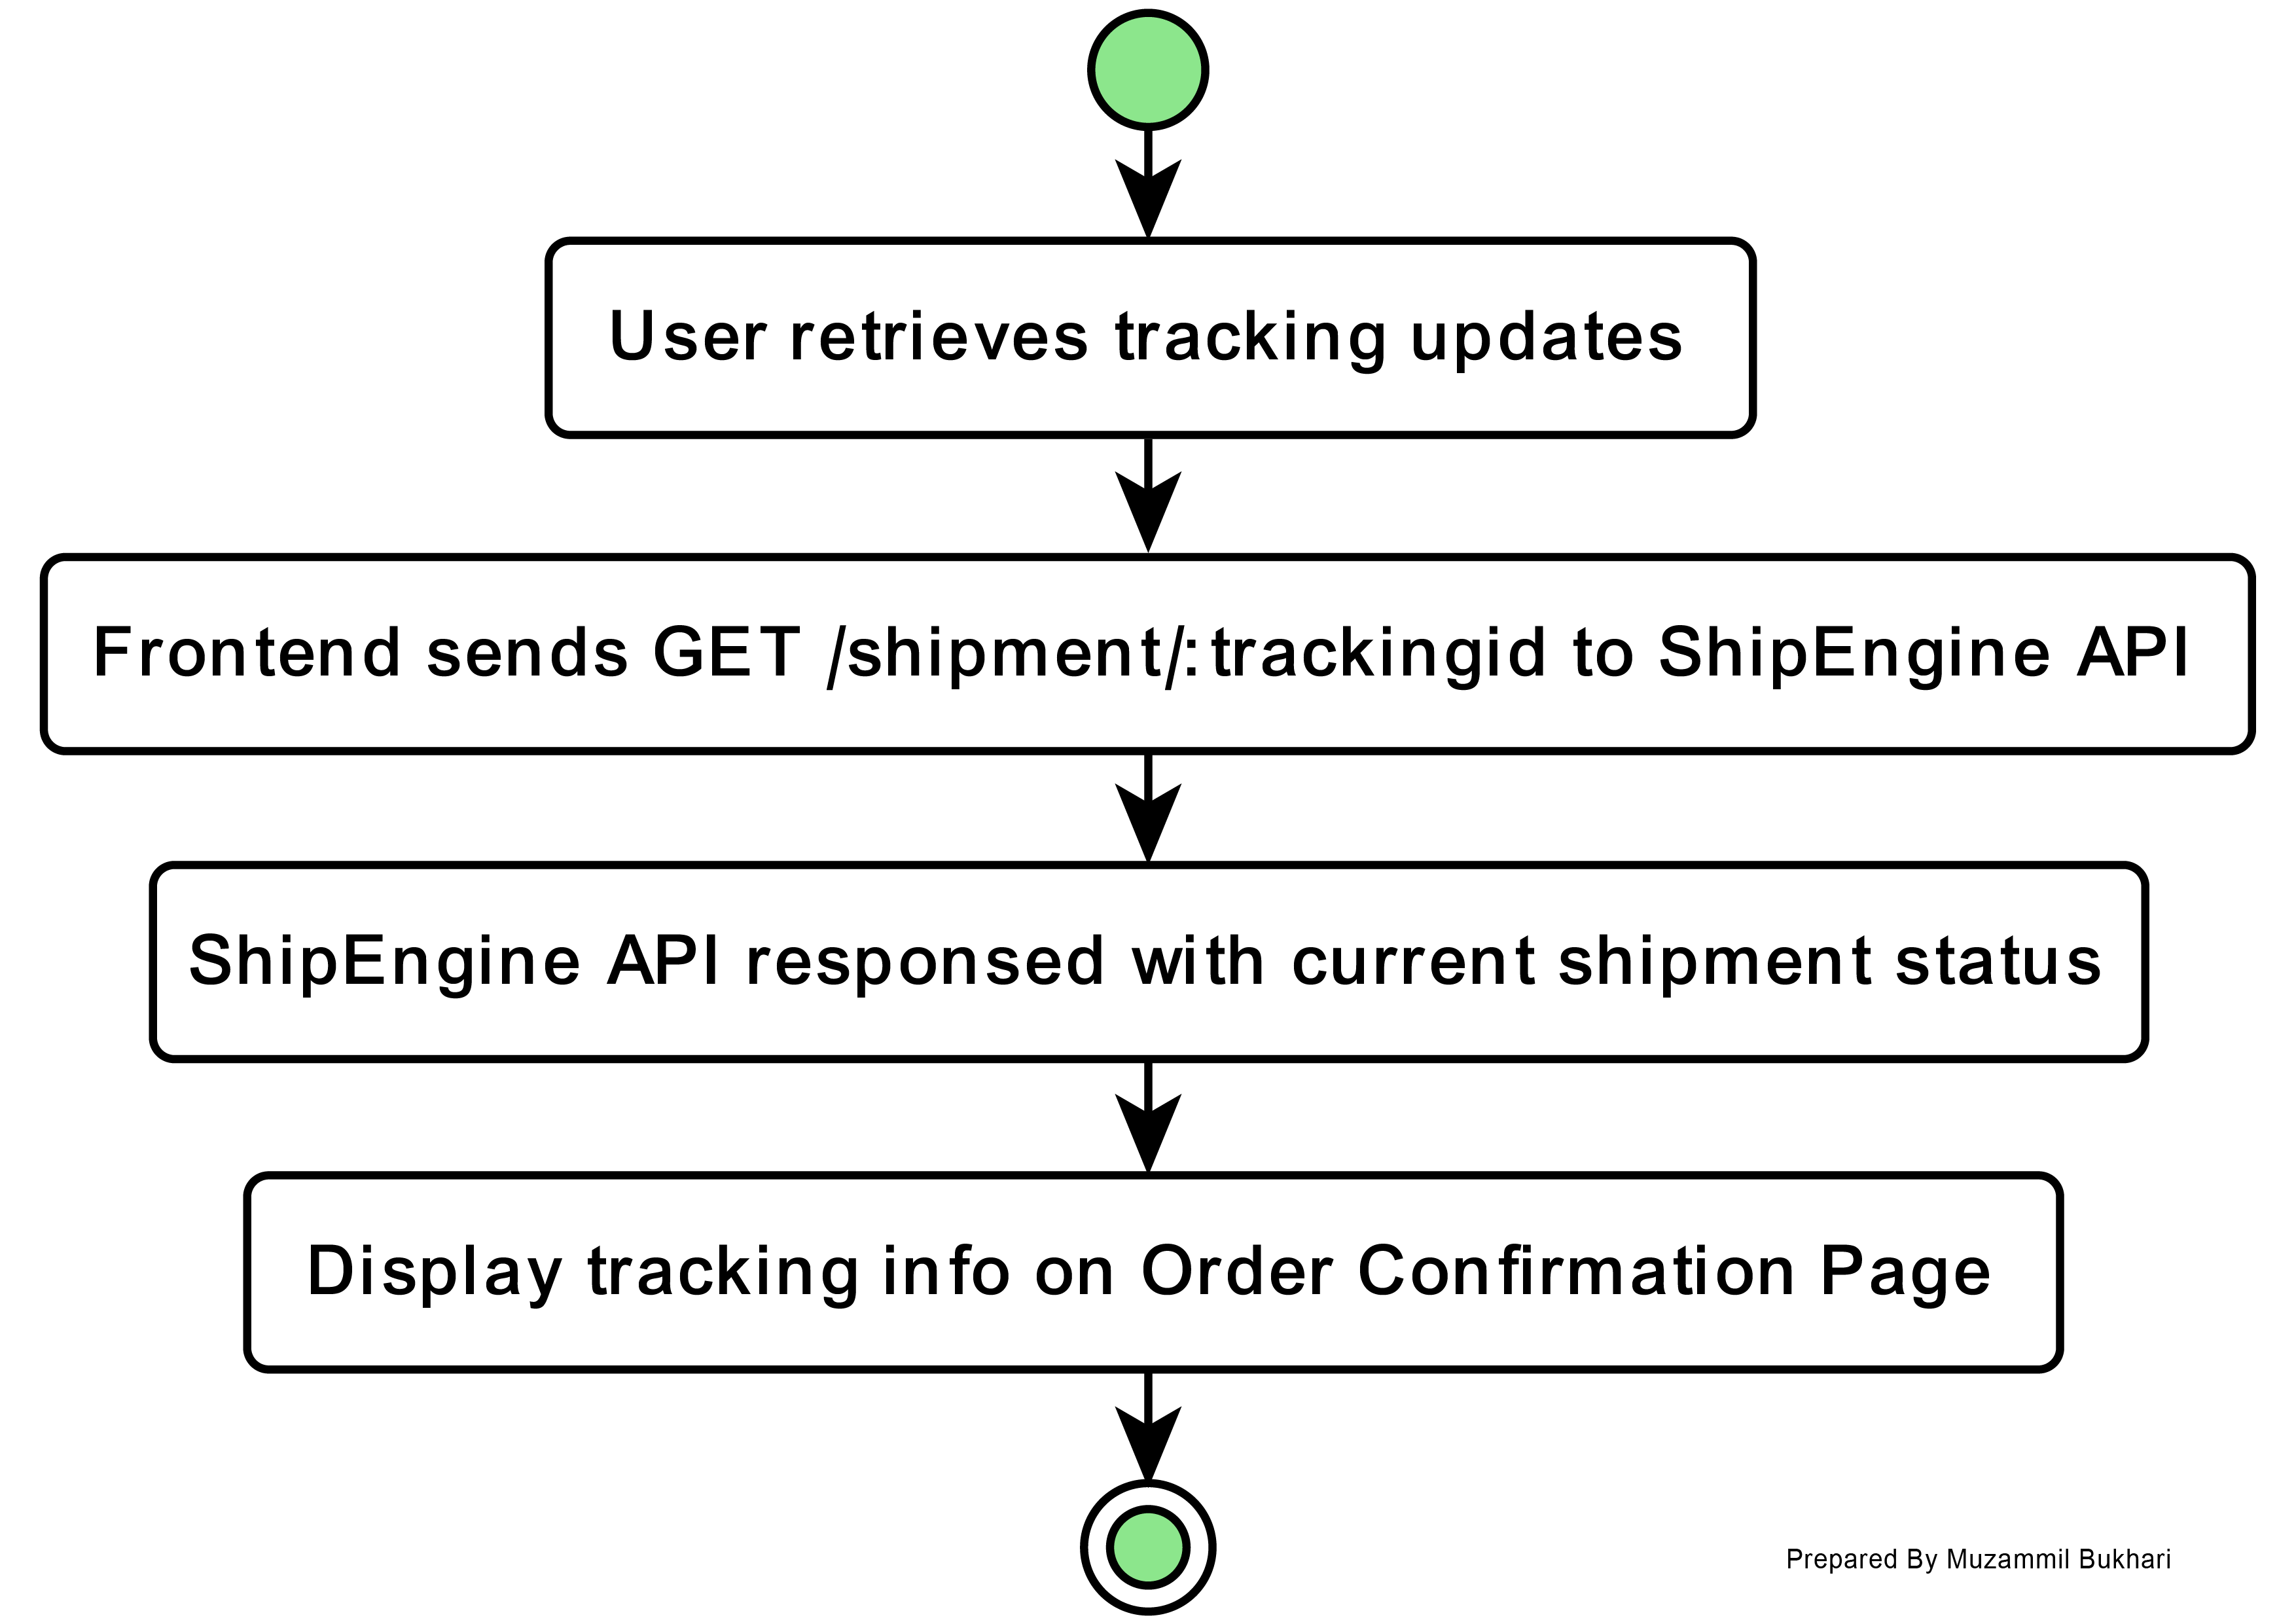 User retrieves tracking updates
Frontend sends GET /shipment/:trackingid to ShipEngine API
ShipEngine API responsed with current shipment status
Display tracking info on Order Confirmation Page
Prepared By Muzammil Bukhari